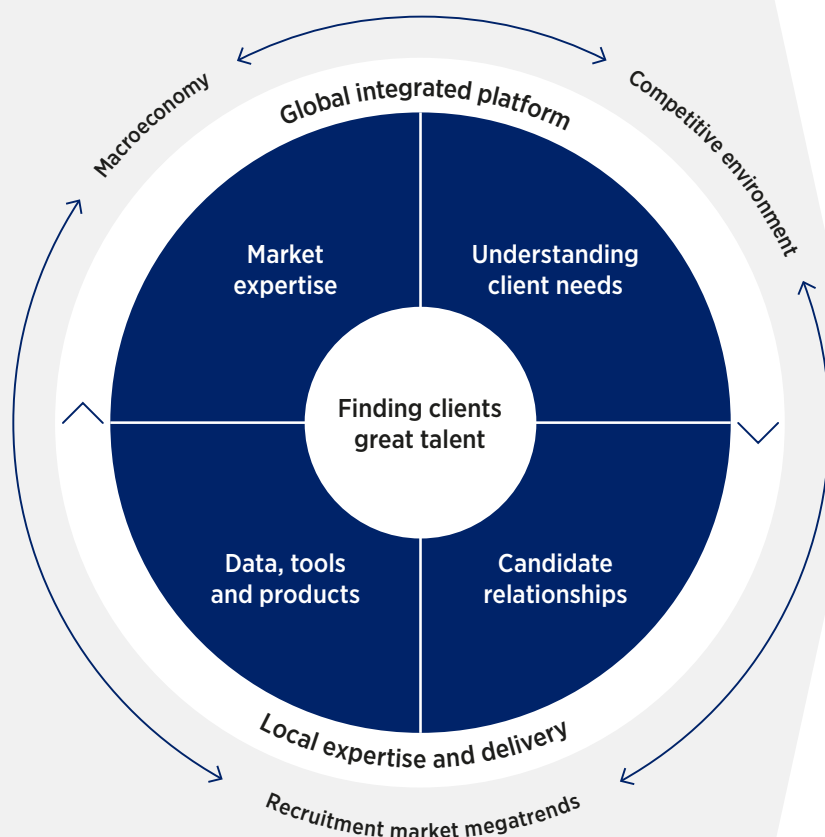 Macroeconomy
Competitive environment
Global integrated platform
Market
expertise
Understanding
client needs
Finding clients
great talent
Data, tools
and products
Candidate
relationships
Local expertise and delivery
Recruitment market megatrends